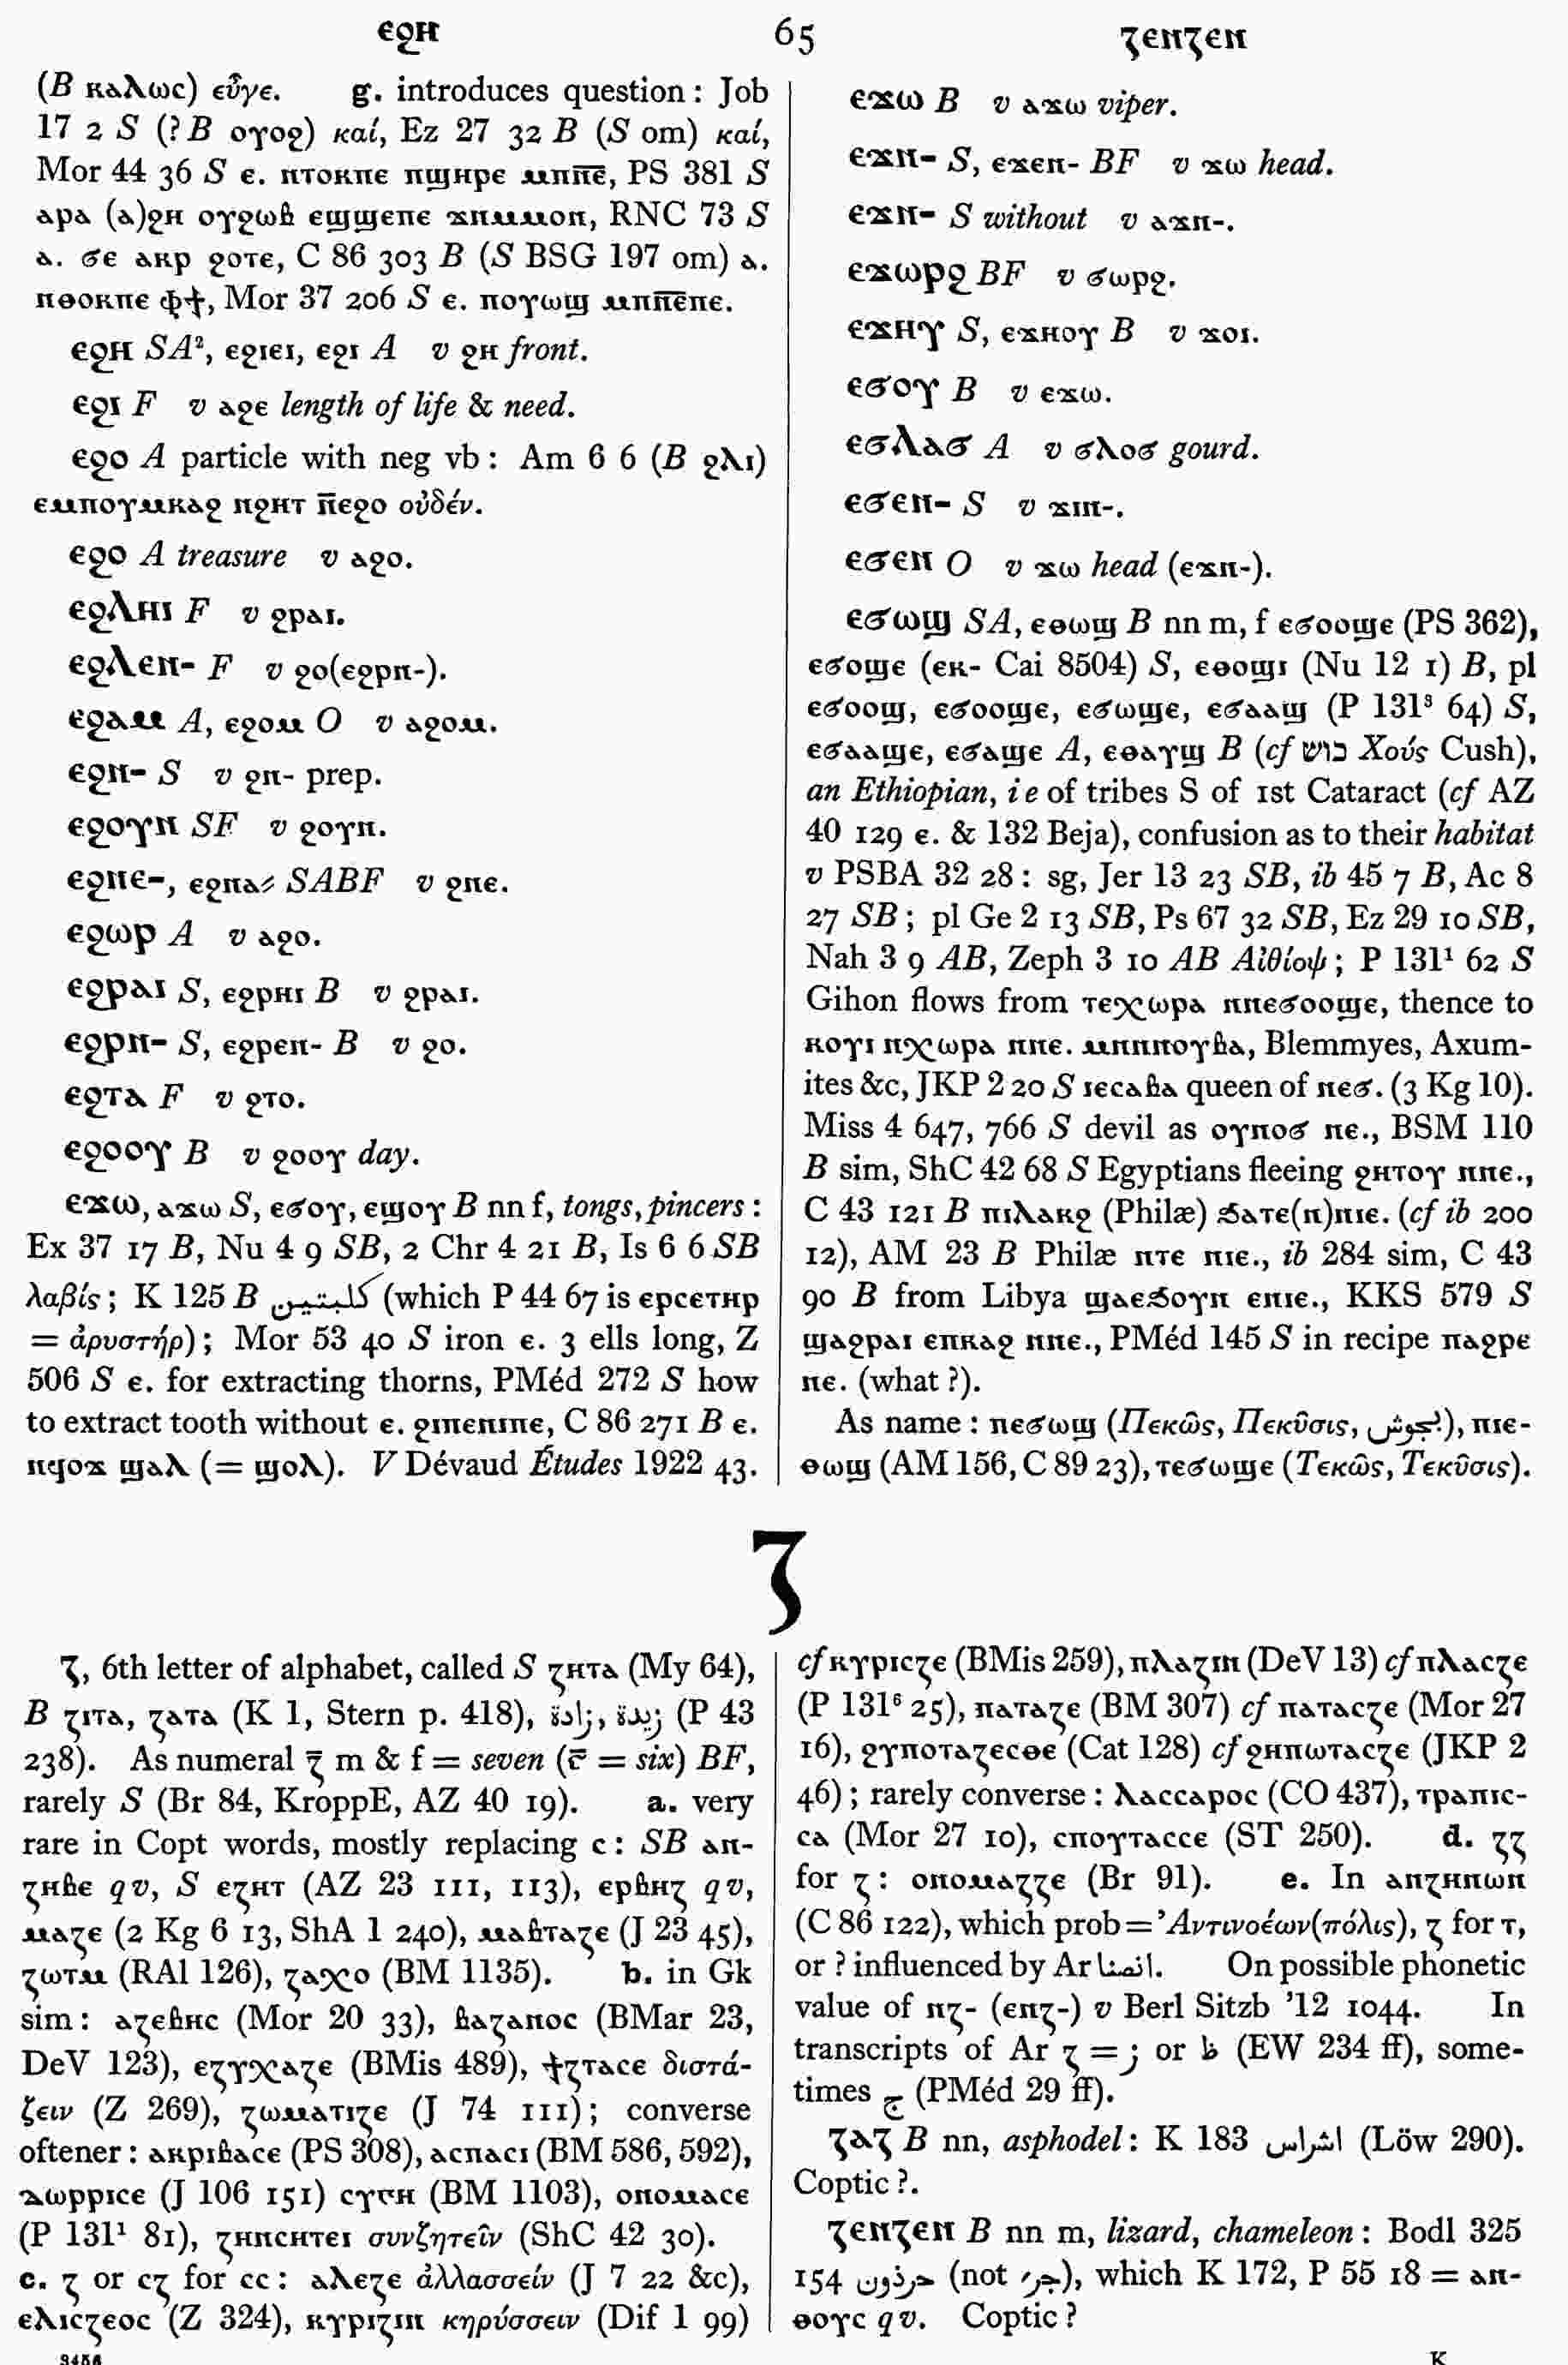 ⲉϩⲏ 65 ⲍⲉⲛⲍⲉⲛ
(B ⲕⲁⲗⲱⲥ) εὖγε. g. introduces question: Job
17 2 S (? B ⲟⲩⲟϩ) καί, Ez 27 32 B (S om) καί,
Mor 44 36 S ⲉ. ⲛⲧⲟⲕⲡⲉ ⲡϣⲏⲣⲉ ⲙⲡⲛ̅ⲉ̅, PS 381 S
ⲁⲣⲁ (ⲁ)ϩⲏ ⲟⲩϩⲱⲃ ⲉϣϣⲉⲡⲉ ϫⲛⲙⲙⲟⲛ, RNC 73 S
ⲁ. ϭⲉ ⲁⲕⲣ ϩⲟⲧⲉ, C 86 303 B (S BSG 197 om) ⲁ.
ⲛⲑⲟⲕⲡⲉ ⲫϯ, Mor 37 206 S ⲉ. ⲡⲟⲩⲱϣ ⲙⲡⲛ̅ⲉ̅ⲡⲉ.
ⲉϩⲏ SA², ⲉϩⲓⲉⲓ, ⲉϩⲓ A v ϩⲏ front.
ⲉϩⲓ F v ⲁϩⲉ length of life & need.
ⲉϩⲟ A particle with neg vb: Am 6 6 (B ϩⲗⲓ)
ⲉⲙⲡⲟⲩⲙⲕⲁϩ ⲛϩⲏⲧ ⲛ̅ⲉϩⲟ οὐδέν.
ⲉϩⲟ A treasure v ⲁϩⲟ.
ⲉϩⲗⲏⲓ F v ϩⲣⲁⲓ.
ⲉϩⲗⲉⲛ- F v ϩⲟ(ⲉϩⲣⲛ-).
ⲉϩⲁⲙ A, ⲉϩⲟⲙ O v ⲁϩⲟⲙ.
ⲉϩⲛ- S v ϩⲛ- prep.
ⲉϩⲟⲩⲛ SF v ϩⲟⲩⲛ.
ⲉϩⲛⲉ-, ⲉϩⲛⲁ⸗ SABF v ϩⲛⲉ.
ⲉϩⲱⲣ A v ⲁϩⲟ.
ⲉϩⲣⲁⲓ S, ⲉϩⲣⲏⲓ B v ϩⲣⲁⲓ.
ⲉϩⲣⲛ- S, ⲉϩⲣⲉⲛ- B v ϩⲟ.
ⲉϩⲧⲁ F v ϩⲧⲟ.
ⲉϩⲟⲟⲩ B v ϩⲟⲟⲩ day.
ⲉϫⲱ, ⲁϫⲱ S, ⲉϭⲟⲩ, ⲉϣⲟⲩ B nn f, tongs, pincers:
Ex 37 17 B, Nu 4 9 SB, 2 Chr 4 21 B, Is 6 6 SB
λαβίς; K 125 B كلبتين (which P 44 67 is ⲉⲣⲥⲉⲧⲏⲣ
= ἀρυστήρ); Mor 53 40 S iron ⲉ. 3 ells long, Z
506 S ⲉ. for extracting thorns, PMéd 272 S how
to extract tooth without ⲉ. ϩⲓⲡⲉⲛⲓⲡⲉ, C 86 271 B ⲉ.
ⲛϥⲟϫ ϣⲁⲗ (= ϣⲟⲗ). V Dévaud Études 1922 43.
ⲉϫⲱ B v ⲁϫⲱ viper.
ⲉϫⲛ- S, ⲉϫⲉⲛ- BF v ϫⲱ head.
ⲉϫⲛ- S without v ⲁϫⲛ-.
ⲉϫⲱⲣϩ BF v ϭⲱⲣϩ.
ⲉϫⲏⲩ S, ⲉϫⲏⲟⲩ B v ϫⲟⲓ.
ⲉϭⲟⲩ B v ⲉϫⲱ.
ⲉϭⲗⲁϭ A v ϭⲗⲟϭ gourd.
ⲉϭⲉⲛ- S v ϫⲓⲛ-.
ⲉϭⲉⲛ O v ϫⲱ head (ⲉϫⲛ-).
ⲉϭⲱϣ SA, ⲉⲑⲱϣ B nn m, f ⲉϭⲟⲟϣⲉ (PS 362),
ⲉϭⲟϣⲉ (ⲉⲕ- Cai 8504) S, ⲉⲑⲟϣⲓ (Nu 12 1) B, pl
ⲉϭⲟⲟϣ, ⲉϭⲟⲟϣⲉ, ⲉϭⲱϣⲉ, ⲉϭⲁⲁϣ (P 131⁸ 64) S,
ⲉϭⲁⲁϣⲉ, ⲉϭⲁϣⲉ A, ⲉⲑⲁⲩϣ B (cf כוש Χούς Cush),
an Ethiopian, i e of tribes S of 1st Cataract (cf AZ
40 129 ⲉ. & 132 Beja), confusion as to their habitat
v PSBA 32 28: sg, Jer 13 23 SB, ib 45 7 B, Ac 8
27 SB; pl Ge 2 13 SB, Ps 67 32 SB, Ez 29 10 SB,
Nah 3 9 AB, Zeph 3 10 AB Αἰθίοψ; P 131¹ 62 S
Gihon flows from ⲧⲉⲭⲱⲣⲁ ⲛⲛⲉϭⲟⲟϣⲉ, thence to
ⲕⲟⲩⲓ ⲛⲭⲱⲣⲁ ⲛⲛⲉ. ⲙⲛⲛⲛⲟⲩⲃⲁ, Blemmyes, Axum-
ites &c, JKP 2 20 S ⲓⲉⲥⲁⲃⲁ queen of ⲛⲉϭ. (3 Kg 10).
Miss 4 647, 766 S devil as ⲟⲩⲛⲟϭ ⲛⲉ., BSM 110
B sim, ShC 42 68 S Egyptians fleeing ϩⲏⲧⲟⲩ ⲛⲛⲉ.,
C 43 121 B ⲡⲓⲗⲁⲕϩ (Philæ) ϧⲁⲧⲉ(ⲛ)ⲛⲓⲉ. (cf ib 200
12), AM 23 B Philæ ⲛⲧⲉ ⲛⲓⲉ., ib 284 sim, C 43
90 B from Libya ϣⲁⲉϧⲟⲩⲛ ⲉⲛⲓⲉ., KKS 579 S
ϣⲁϩⲣⲁⲓ ⲉⲡⲕⲁϩ ⲛⲛⲉ., PMéd 145 S in recipe ⲡⲁϩⲣⲉ
ⲛⲉ. (what?).
As name: ⲡⲉϭⲱϣ (Πεκῶς, Πεκῦσις, بجوش), ⲡⲓⲉ-
ⲑⲱϣ (AM 156, C 89 23), ⲧⲉϭⲱϣⲉ (Τεκῶς, Τεκῦσις).
Ⲍ
ⲍ, 6th letter of alphabet, called S ⲍⲏⲧⲁ (My 64),
B ⲍⲓⲧⲁ, ⲍⲁⲧⲁ (K 1, Stern p. 418), زادة, زيدة (P 43
238). As numeral ⲍ̅ m & f = seven (ⲋ̅ = six) BF,
rarely S (Br 84, KroppE, AZ 40 19). a. very
rare in Copt words, mostly replacing ⲥ: SB ⲁⲛ-
ⲍⲏⲃⲉ qv, S ⲉⲍⲏⲧ (AZ 23 111, 113), ⲉⲣⲃⲏⲍ qv,
ⲙⲁⲍⲉ (2 Kg 6 13, ShA 1 240), ⲙⲁⲃⲧⲁⲍⲉ (J 23 45),
ⲍⲱⲧⲙ (RAl 126), ⲍⲁⲭⲟ (BM 1135). b. in Gk
sim: ⲁⲍⲉⲃⲏⲥ (Mor 20 33), ⲃⲁⲍⲁⲛⲟⲥ (BMar 23,
DeV 123), ⲉⲍⲩⲭⲁⲍⲉ (BMis 489), ϯⲍⲧⲁⲥⲉ διστά-
ζειν (Z 269), ⲍⲱⲙⲁⲧⲓⲍⲉ (J 74 111); converse
oftener: ⲁⲕⲣⲓⲃⲁⲥⲉ (PS 308), ⲁⲥⲡⲁⲥⲓ (BM 586, 592),
ⲇⲱⲣⲣⲓⲥⲉ (J 106 151) ⲥⲩⲅⲏ (BM 1103), ⲟⲛⲟⲙⲁⲥⲉ
(P 131¹ 81), ⲍⲏⲛⲥⲏⲧⲉⲓ συνζητεῖν (ShC 42 30).
c. ⲍ or ⲥⲍ for ⲥⲥ: ⲁⲗⲉⲍⲉ ἀλλασσείν (J 7 22 &c),
ⲉⲗⲓⲥⲍⲉⲟⲥ (Z 324), ⲕⲩⲣⲓⲍⲓⲛ κηρύσσειν (Dif 1 99)
cf ⲕⲩⲣⲓⲥⲍⲉ (BMis 259), ⲡⲗⲁⲍⲓⲛ (DeV 13) cf ⲡⲗⲁⲥⲍⲉ
(P 131⁶ 25), ⲡⲁⲧⲁⲍⲉ (BM 307) cf ⲡⲁⲧⲁⲥⲍⲉ (Mor 27
16), ϩⲩⲡⲟⲧⲁⲍⲉⲥⲑⲉ (Cat 128) cf ϩⲏⲡⲱⲧⲁⲥⲍⲉ (JKP 2
46); rarely converse: ⲗⲁⲥⲥⲁⲣⲟⲥ (CO 437), ⲧⲣⲁⲡⲓⲥ-
ⲥⲁ (Mor 27 10), ⲥⲡⲟⲩⲧⲁⲥⲥⲉ (ST 250). d. ⲍⲍ
for ⲍ: ⲟⲛⲟⲙⲁⲍⲍⲉ (Br 91). e. In ⲁⲛⲍⲏⲛⲱⲛ
(C 86 122), which prob = Ἀντινοέων(πόλις), ⲍ for ⲧ,
or ? influenced by Ar انصنا. On possible phonetic
value of ⲛⲍ- (ⲉⲛⲍ-) v Berl Sitzb ’12 1044. In
transcripts of Ar ⲍ = ز or ظ (EW 234 ff), some-
times ج (PMéd 29 ff).
ⲍⲁⲍ B nn, asphodel: K 183 اشراس (Löw 290).
Coptic?.
ⲍⲉⲛⲍⲉⲛ B nn m, lizard, chameleon: Bodl 325
154 حرذون (not), which K 172, P 55 18 = ⲁⲛ-
ⲑⲟⲩⲥ qv. Coptic?
3456 K